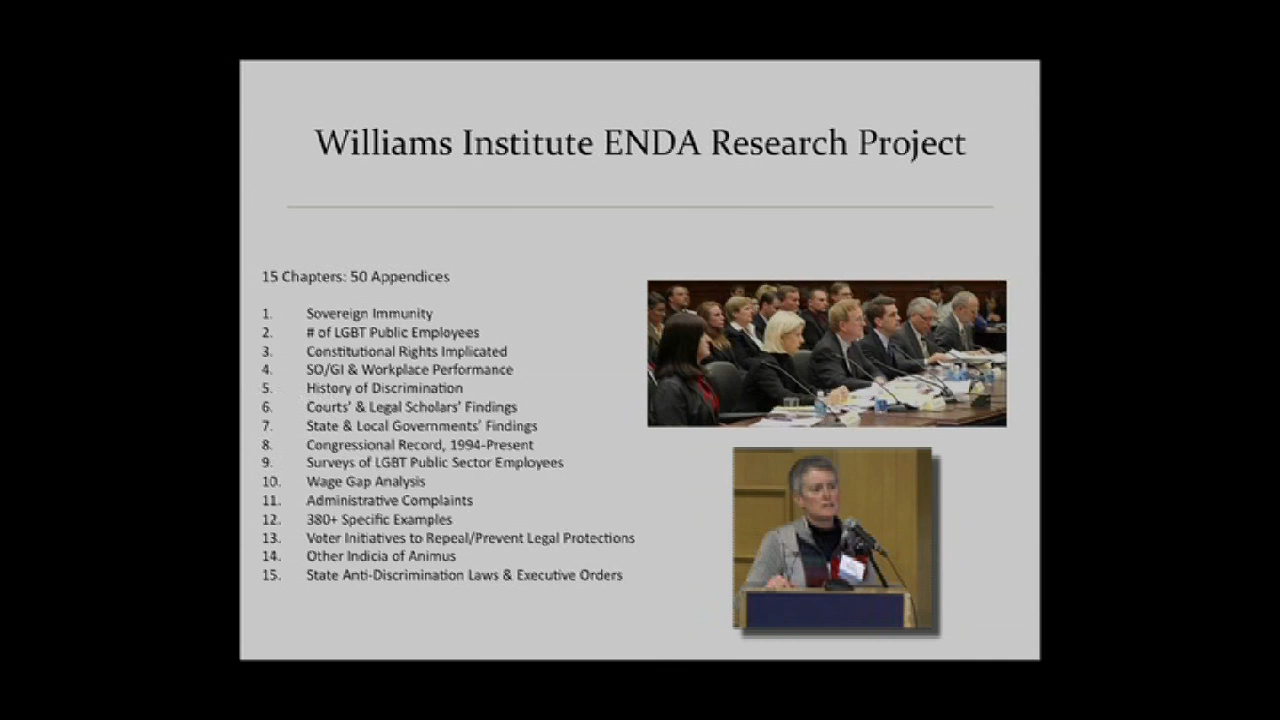 Williams Institute ENDA Research Project
15 Chapters: 50 Appendices
1. Sovereign Immunity
2. # of LGBT Public Employees
3. Constitutional Rights Implicated
4. SO/GI & Workplace Performance
5. History of Discrimination
6. Courts’ & Legal Scholars’ Findings
7. State & Local Governments’ Findings
8. Congressional Record, 1994-Present
9. Surveys of LGBT Public Sector Employees
10. Wage Gap Analysis
11. Administrative Complaints
12. 380+ Specific Examples
13. Voter Initiatives to Repeal/Prevent Legal Protections
14. Other Indicia of Animus
15. State Anti-Discrimination Laws & Executive Orders